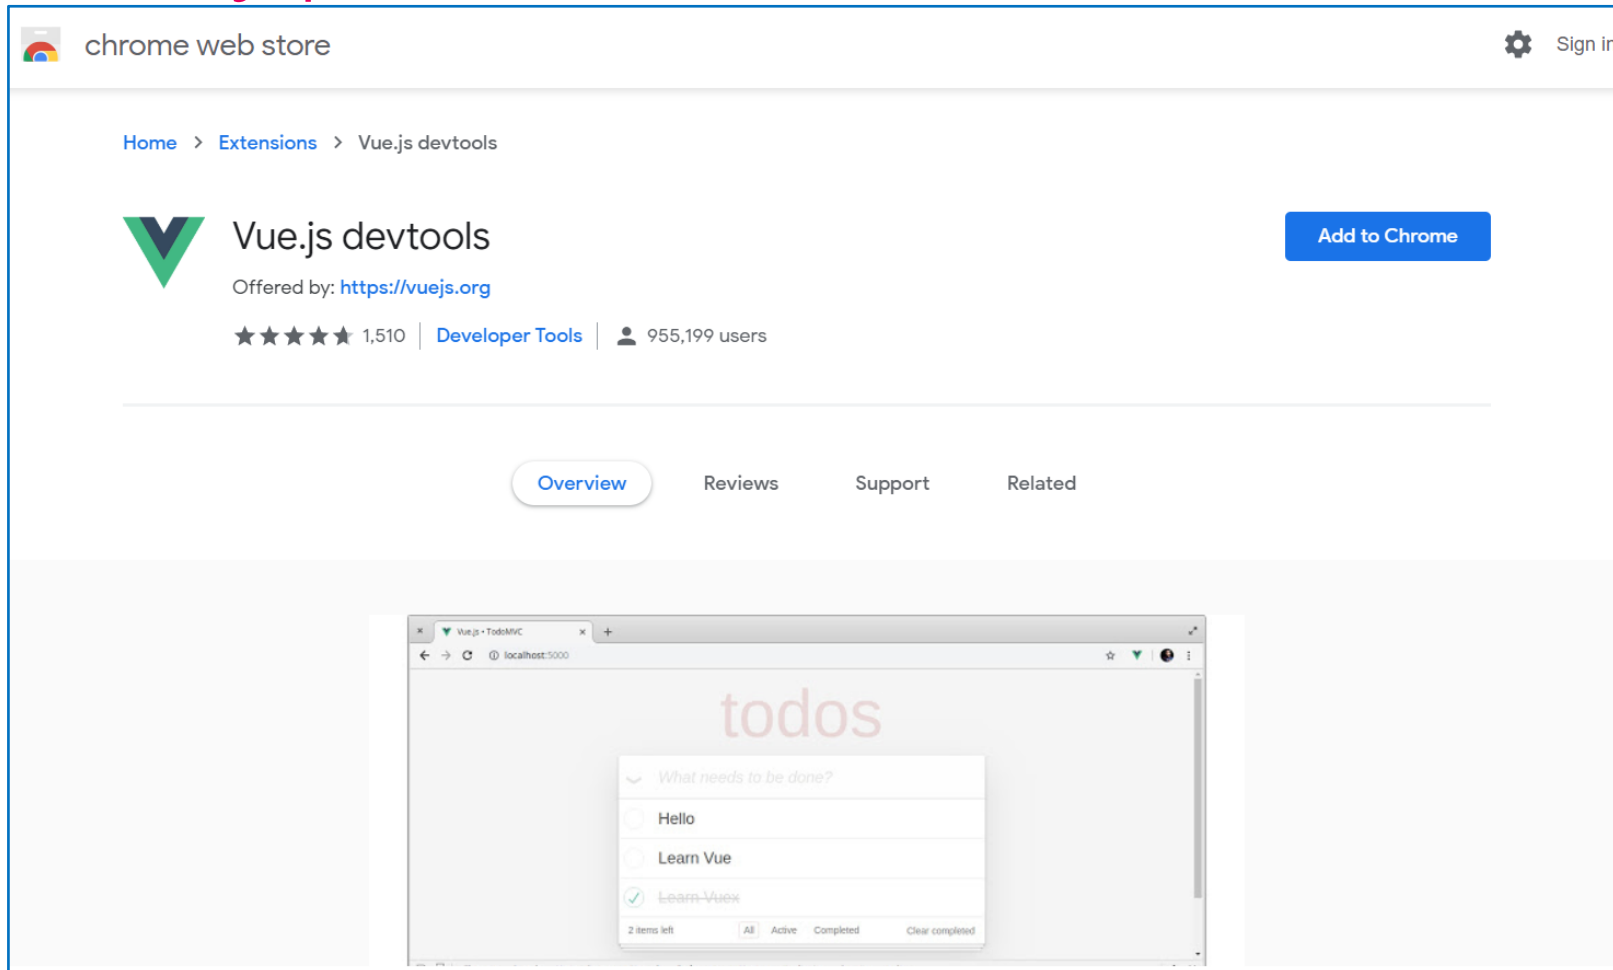 chrome web store
Sign in
Home > Extensions > Vue.js devtools
Vue.js devtools
Add to Chrome
Offered by: https://vuejs.org
1,510 Developer Tools 955,199 users
Overview Reviews Support Related
Vue.js • TodoMVC
localhost:5000
todos
What needs to be done?
Hello
Learn Vue
Learn Vuex
2 items left All Active Completed Clear completed